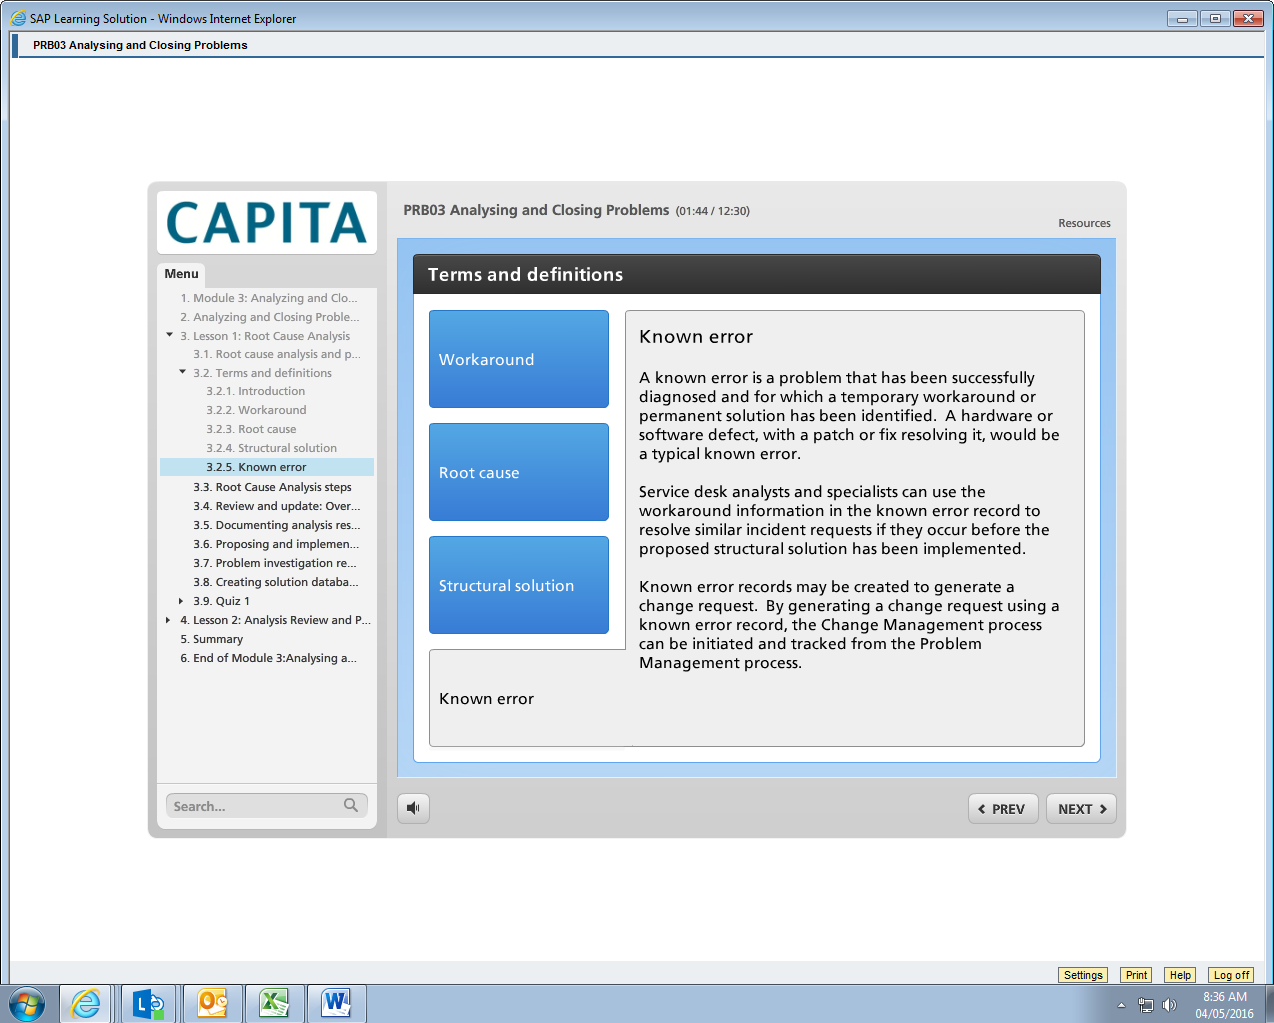 SAP Learning Solution - Windows Internet Explorer
PRB03 Analysing and Closing Problems
CAPITA
PRB03 Analysing and Closing Problems (01:44 / 12:30)
Resources
Menu
1. Module 3: Analyzing and Clo...
2. Analyzing and Closing Proble...
3. Lesson 1: Root Cause Analysis
3.1. Root cause analysis and p...
3.2. Terms and definitions
3.2.1. Introduction
3.2.2. Workaround
3.2.3. Root cause
3.2.4. Structural solution
3.2.5. Known error
3.3. Root Cause Analysis steps
3.4. Review and update: Over...
3.5. Documenting analysis res...
3.6. Proposing and implemen...
3.7. Problem investigation re...
3.8. Creating solution databa...
3.9. Quiz 1
4. Lesson 2: Analysis Review and P...
5. Summary
6. End of Module 3:Analysing a...
Search...
Terms and definitions
Workaround
Root cause
Structural solution
Known error
Known error
A known error is a problem that has been successfully
diagnosed and for which a temporary workaround or
permanent solution has been identified.  A hardware or
software defect, with a patch or fix resolving it, would be
a typical known error.
Service desk analysts and specialists can use the
workaround information in the known error record to
resolve similar incident requests if they occur before the
proposed structural solution has been implemented.
Known error records may be created to generate a
change request.  By generating a change request using a
known error record, the Change Management process
can be initiated and tracked from the Problem
Management process.
PREV
NEXT
Settings
Print
Help
Log off
8:36 AM
04/05/2016